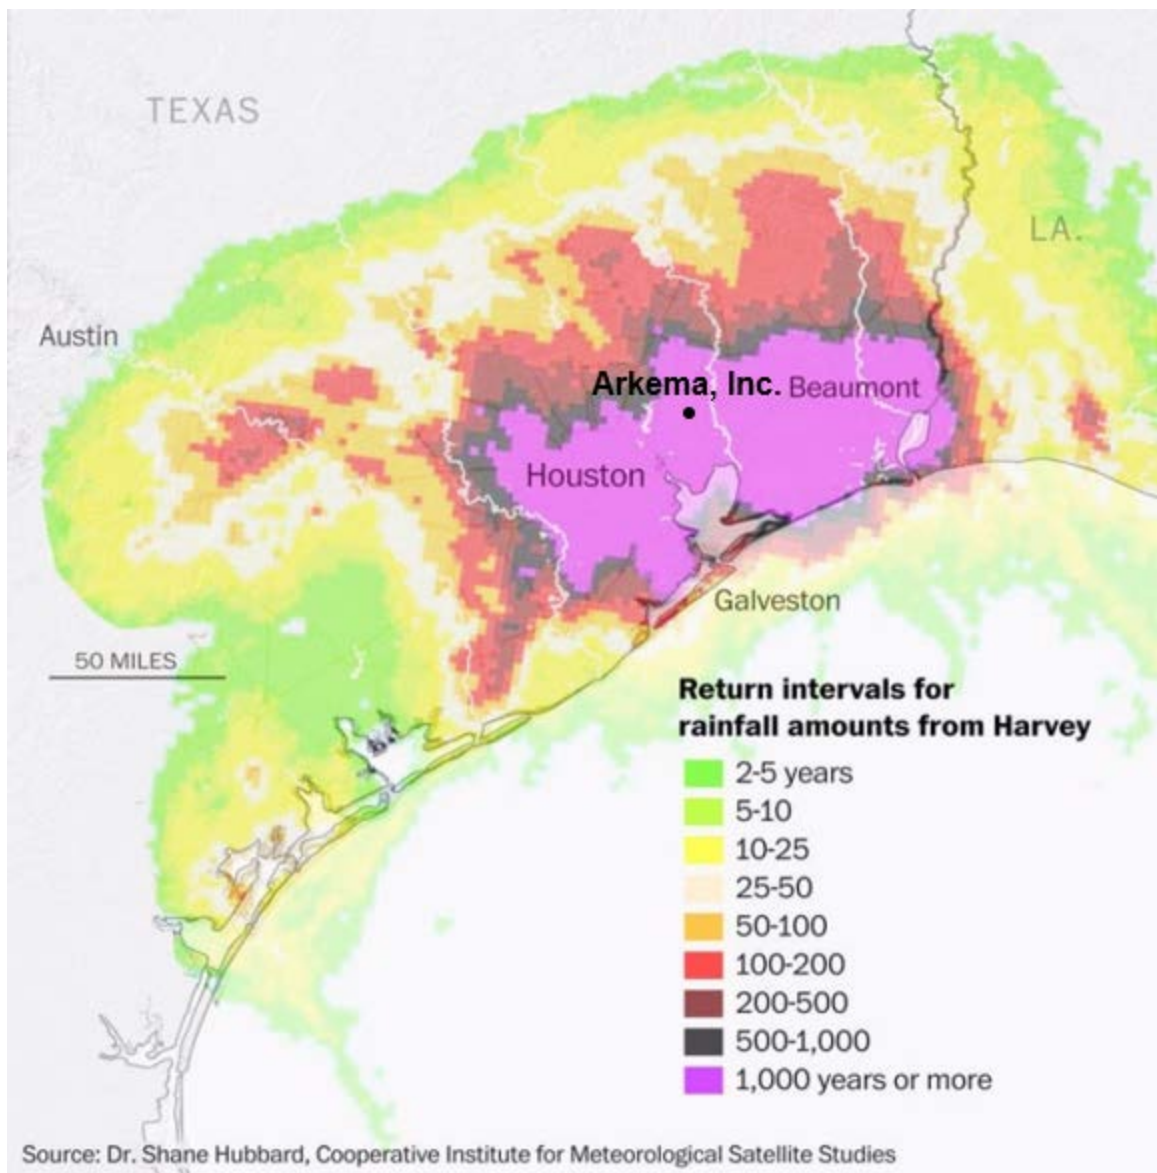 TEXAS
LA.
Austin
Arkema, Inc.
Beaumont
Houston
Galveston
50 MILES
Return intervals for
rainfall amounts from Harvey
2-5 years
5-10
10-25
25-50
50-100
100-200
200-500
500-1,000
1,000 years or more
Source: Dr. Shane Hubbard, Cooperative Institute for Meteorological Satellite Studies